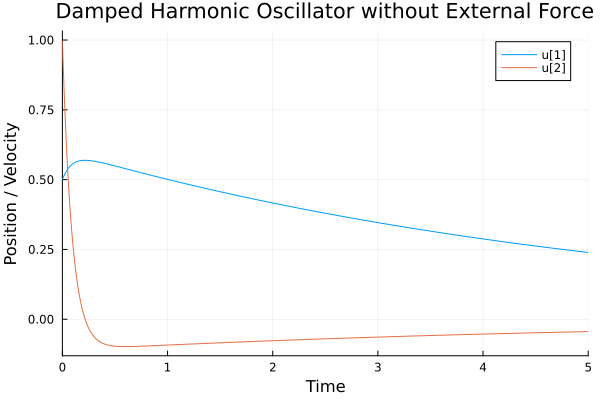 Damped Harmonic Oscillator without External Force
1.00
0.75
0.50
0.25
0.00
Position / Velocity
u[1]
u[2]
0 1 2 3 4 5
Time